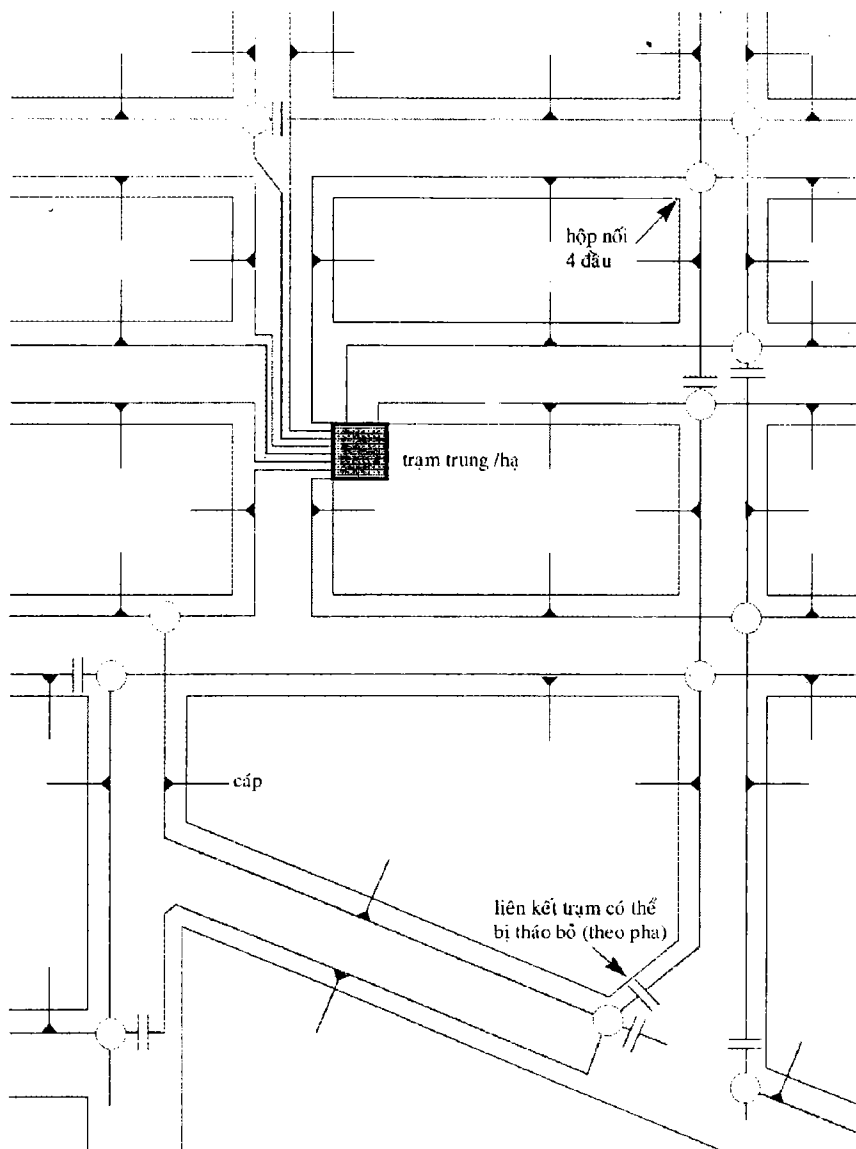 hộp nối
4 đầu
trạm trung /hạ
cáp
liên kết trạm có thể
bị tháo bỏ (theo pha)